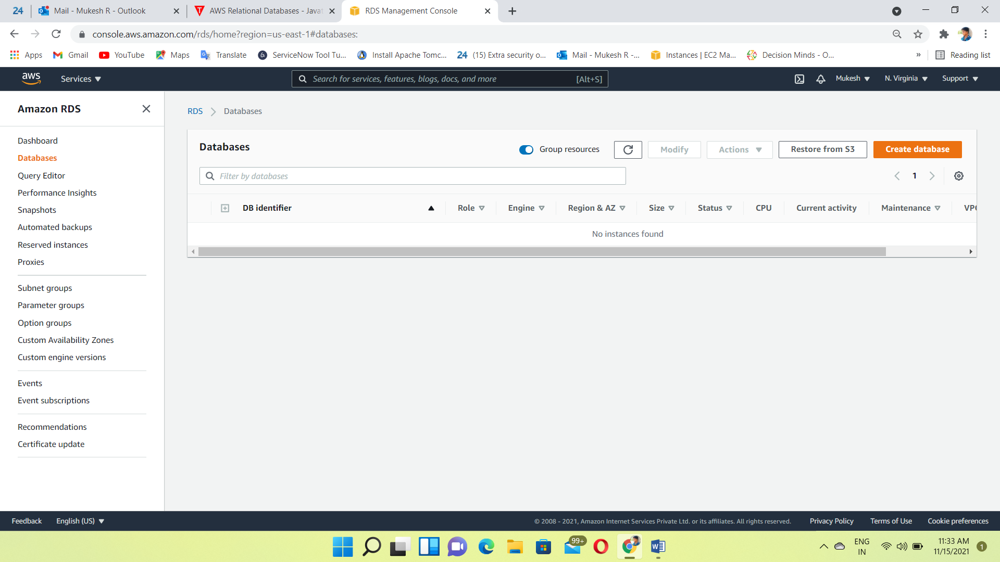 24
Mail - Mukesh R - Outlook
AWS Relational Databases - Javat
RDS Management Console
console.aws.amazon.com/rds/home?region=us-east-1#databases:
Apps
Gmail
YouTube
Maps
Translate
ServiceNow Tool Tu...
Install Apache Tomc...
24 (15) Extra security o...
Mail - Mukesh R -...
Instances | EC2 Ma...
Decision Minds - O...
»
Reading list
aws
Services
Search for services, features, blogs, docs, and more
[Alt+S]
Mukesh
N. Virginia
Support
Amazon RDS
Dashboard
Databases
Query Editor
Performance Insights
Snapshots
Automated backups
Reserved instances
Proxies
Subnet groups
Parameter groups
Option groups
Custom Availability Zones
Custom engine versions
Events
Event subscriptions
Recommendations
Certificate update
RDS
Databases
Databases
Group resources
Modify
Actions
Restore from S3
Create database
Filter by databases
1
DB identifier
Role
Engine
Region & AZ
Size
Status
CPU
Current activity
Maintenance
VPC
No instances found
Feedback
English (US)
© 2008 - 2021, Amazon Internet Services Private Ltd. or its affiliates. All rights reserved.
Privacy Policy
Terms of Use
Cookie preferences
99+
ENG
IN
11:33 AM
11/15/2021
1